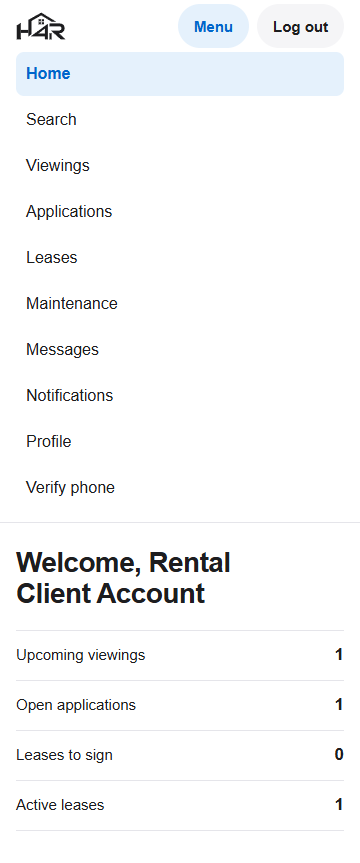 H4R
Menu
Log out
Home
Search
Viewings
Applications
Leases
Maintenance
Messages
Notifications
Profile
Verify phone
Welcome, Rental
Client Account
Upcoming viewings 1
Open applications 1
Leases to sign 0
Active leases 1